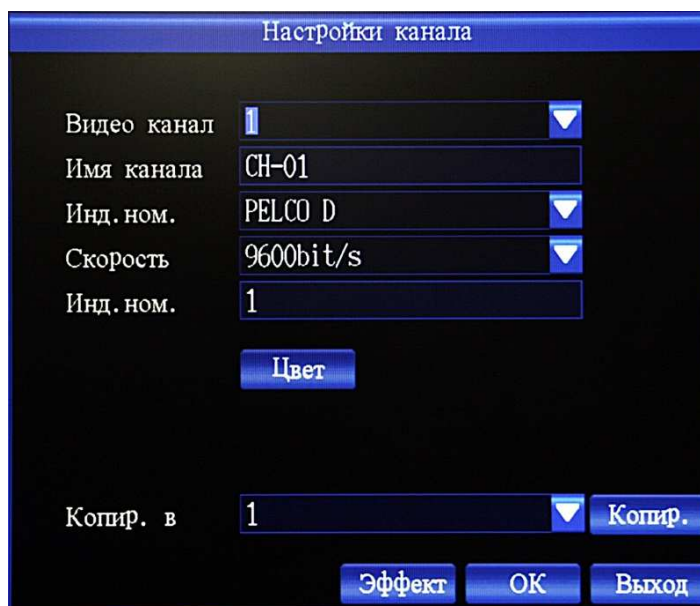 Настройки канала
Видео канал 1
Имя канала CH-01
Инд.ном. PELCO D
Скорость 9600bit/s
Инд.ном. 1
Цвет
Копир. в 1 Копир.
Эффект ОК Выход